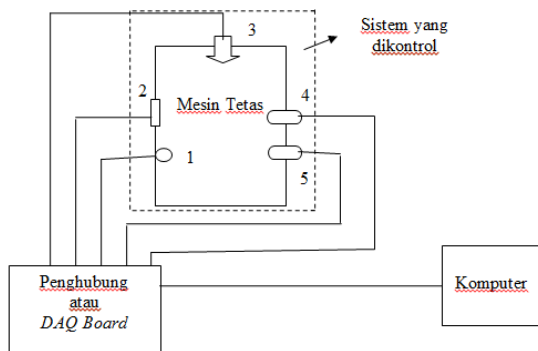 3
Sistem yang
dikontrol
2
Mesin Tetas
4
1
5
Penghubung
atau
DAQ Board
Komputer